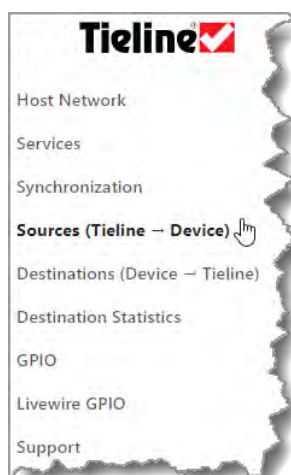 Tieline
Host Network
Services
Synchronization
Sources (Tieline → Device)
Destinations (Device → Tieline)
Destination Statistics
GPIO
Livewire GPIO
Support